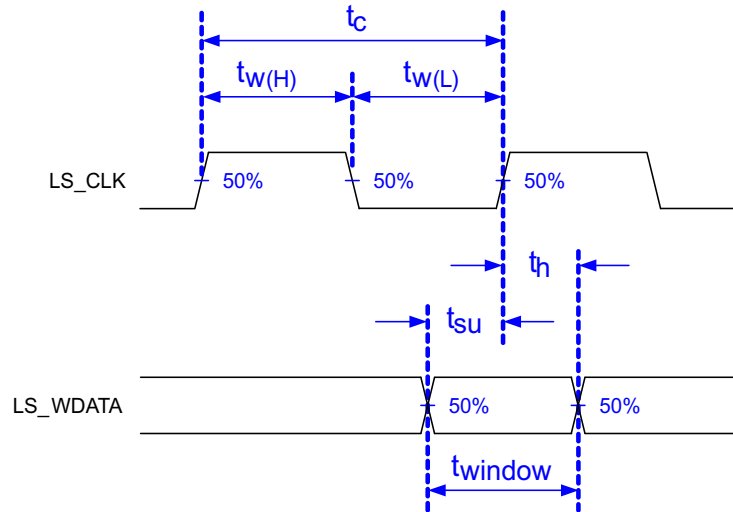 tc
tw(H) tw(L)
LS_CLK 50% 50% 50%
th
tsu
LS_WDATA 50% 50%
twindow